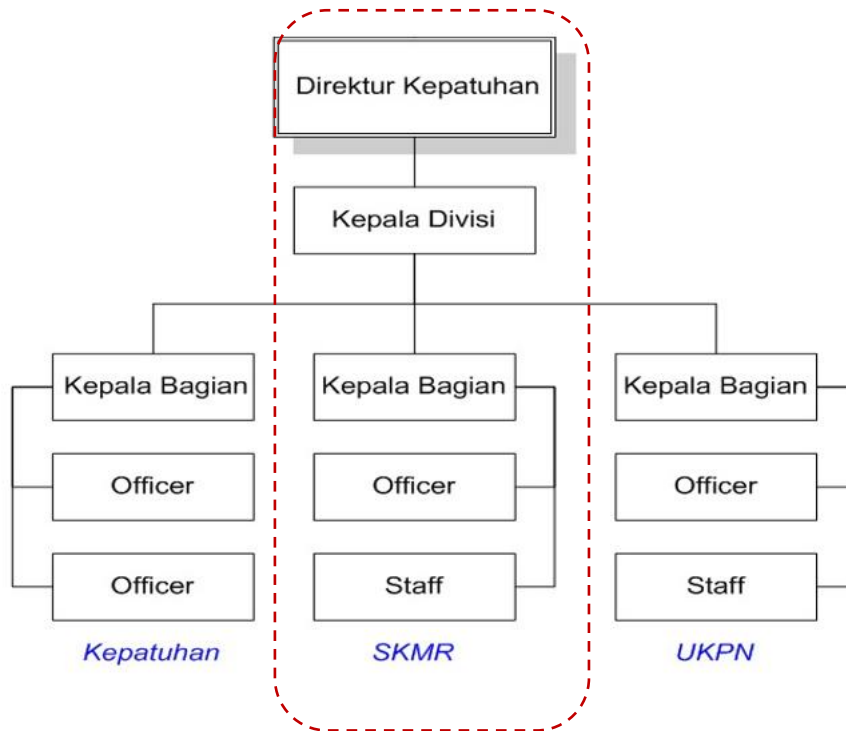 Direktur Kepatuhan
Kepala Divisi
Kepala Bagian
Kepala Bagian
Kepala Bagian
Officer
Officer
Officer
Officer
Staff
Staff
Kepatuhan
SKMR
UKPN